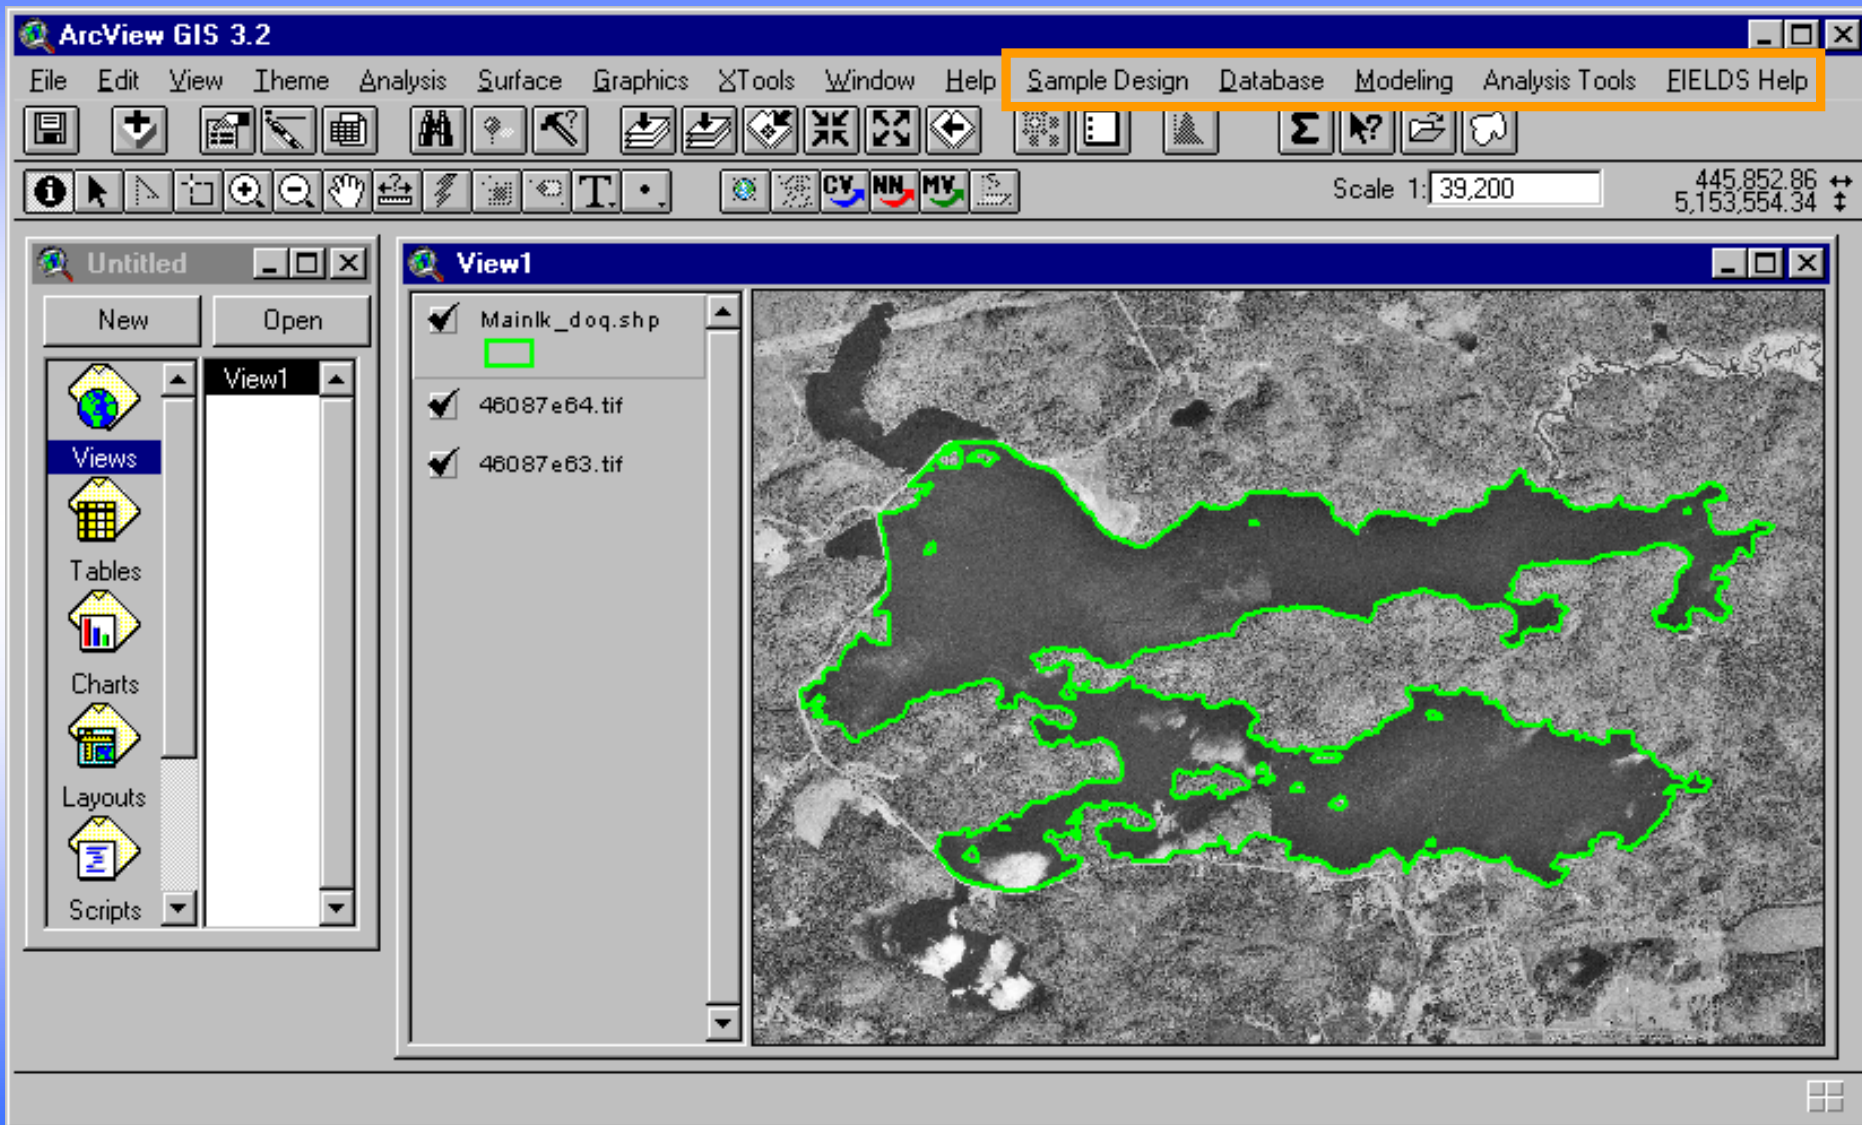 ArcView GIS 3.2
File Edit View Theme Analysis Surface Graphics XTools Window Help Sample Design Database Modeling Analysis Tools FIELDS Help
Σ ?
? T CV NN MV Scale 1: 39,200 445,852.86
5,153,554.34
Untitled
New Open
View1
Views
Tables
Charts
Layouts
Scripts
View1
Mainlk_doq.shp
46087e64.tif
46087e63.tif